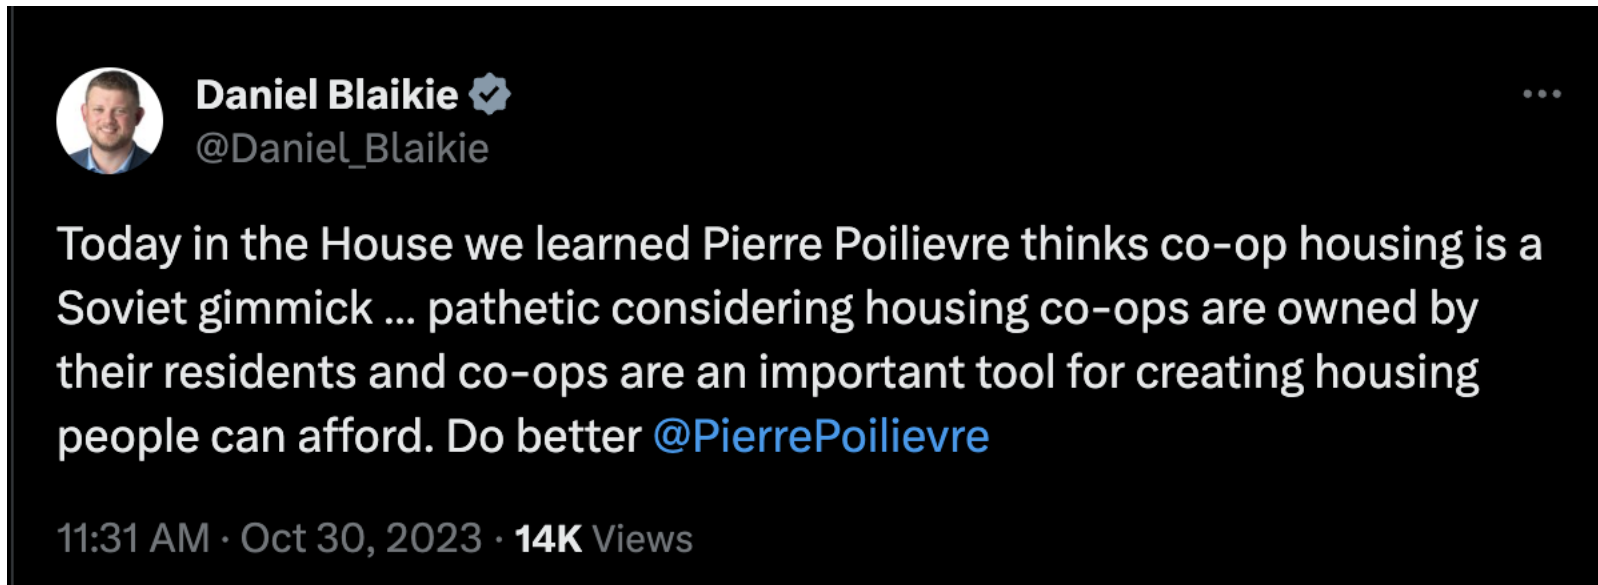 Daniel Blaikie
@Daniel_Blaikie
Today in the House we learned Pierre Poilievre thinks co-op housing is a
Soviet gimmick ... pathetic considering housing co-ops are owned by
their residents and co-ops are an important tool for creating housing
people can afford. Do better @PierrePoilievre
11:31 AM · Oct 30, 2023 · 14K Views